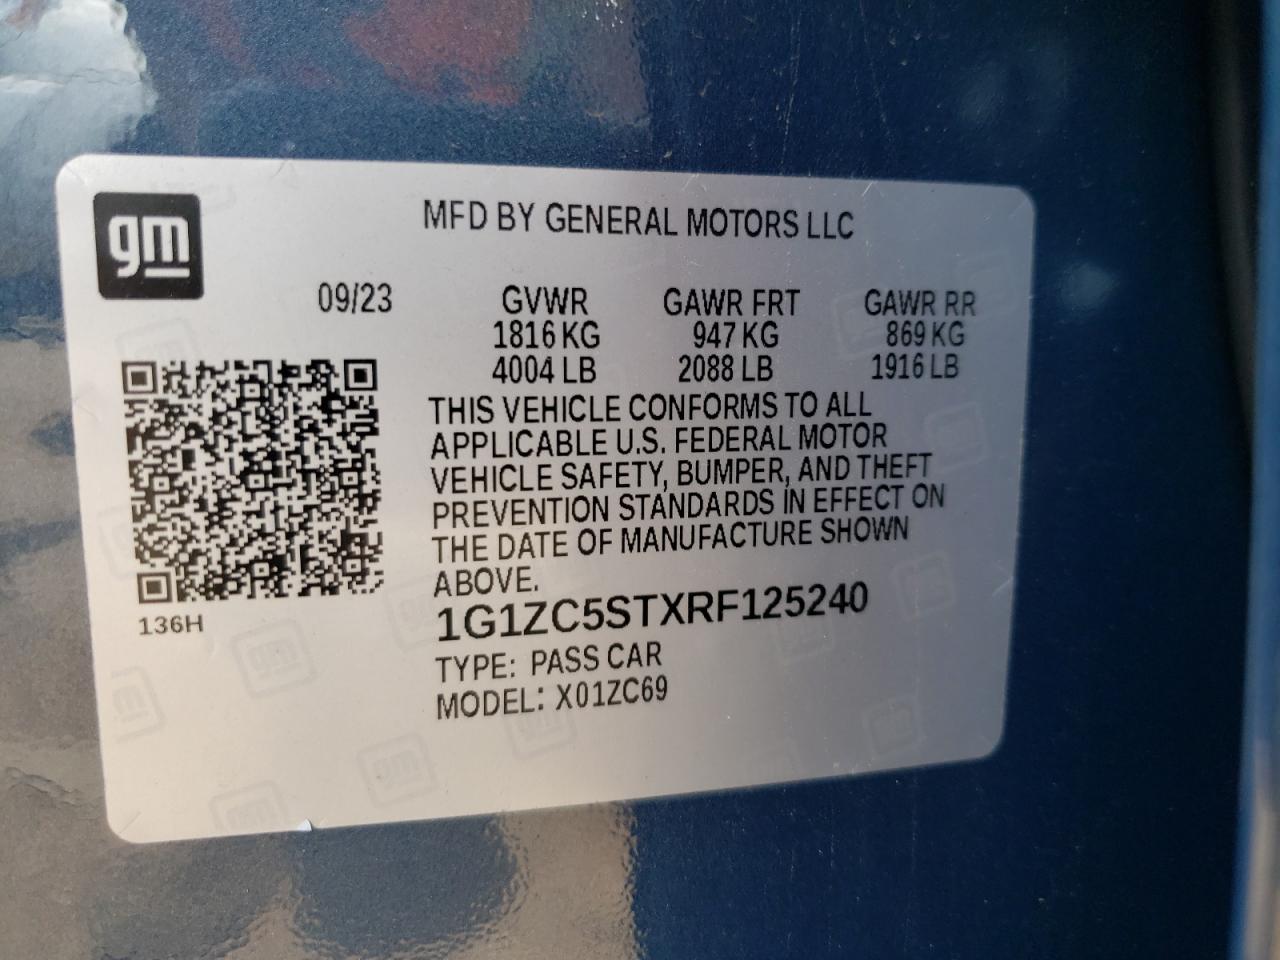 gm
MFD BY GENERAL MOTORS LLC
09/23 GVWR GAWR FRT GAWR RR
1816 KG 947 KG 869 KG
4004 LB 2088 LB 1916 LB
THIS VEHICLE CONFORMS TO ALL
APPLICABLE U.S. FEDERAL MOTOR
VEHICLE SAFETY, BUMPER, AND THEFT
PREVENTION STANDARDS IN EFFECT ON
THE DATE OF MANUFACTURE SHOWN
ABOVE.
136H
1G1ZC5STXRF125240
TYPE: PASS CAR
MODEL: X01ZC69